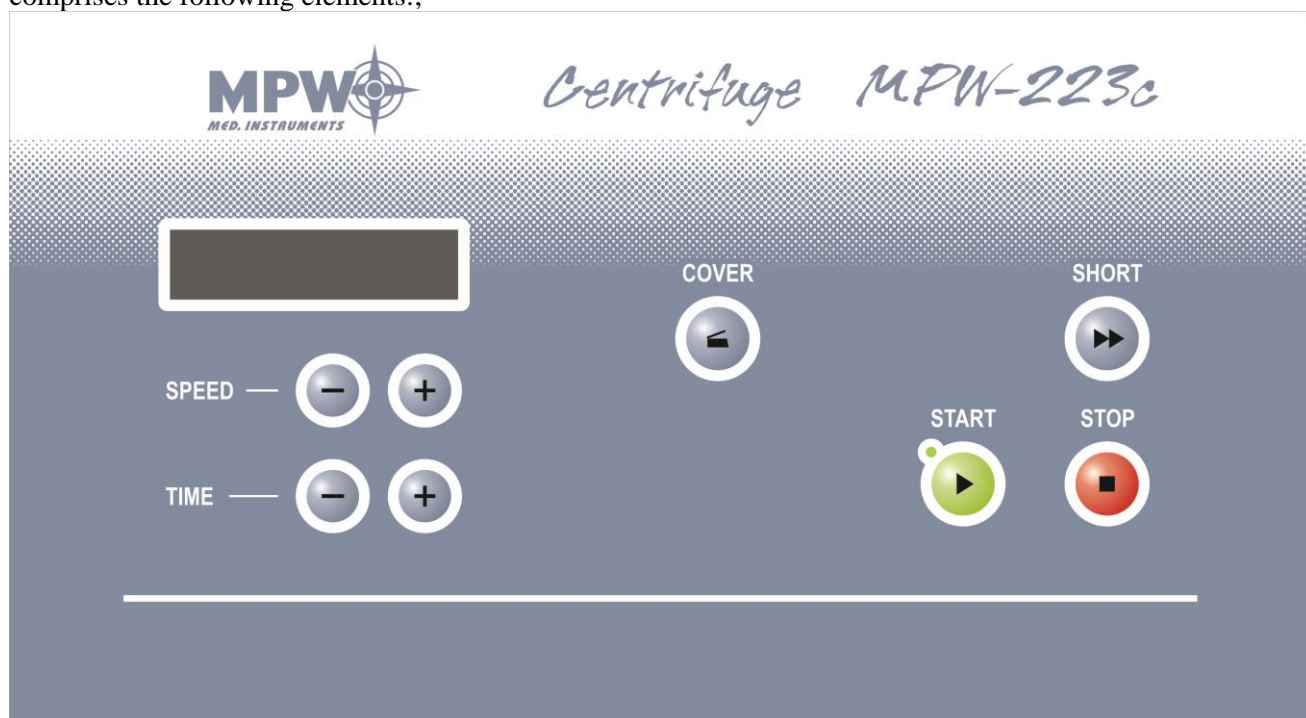 comprises the following elements:,
MPW
MED. INSTRUMENTS
Centrifuge MPW-223c
COVER
SHORT
SPEED
− +
START
STOP
TIME
− +